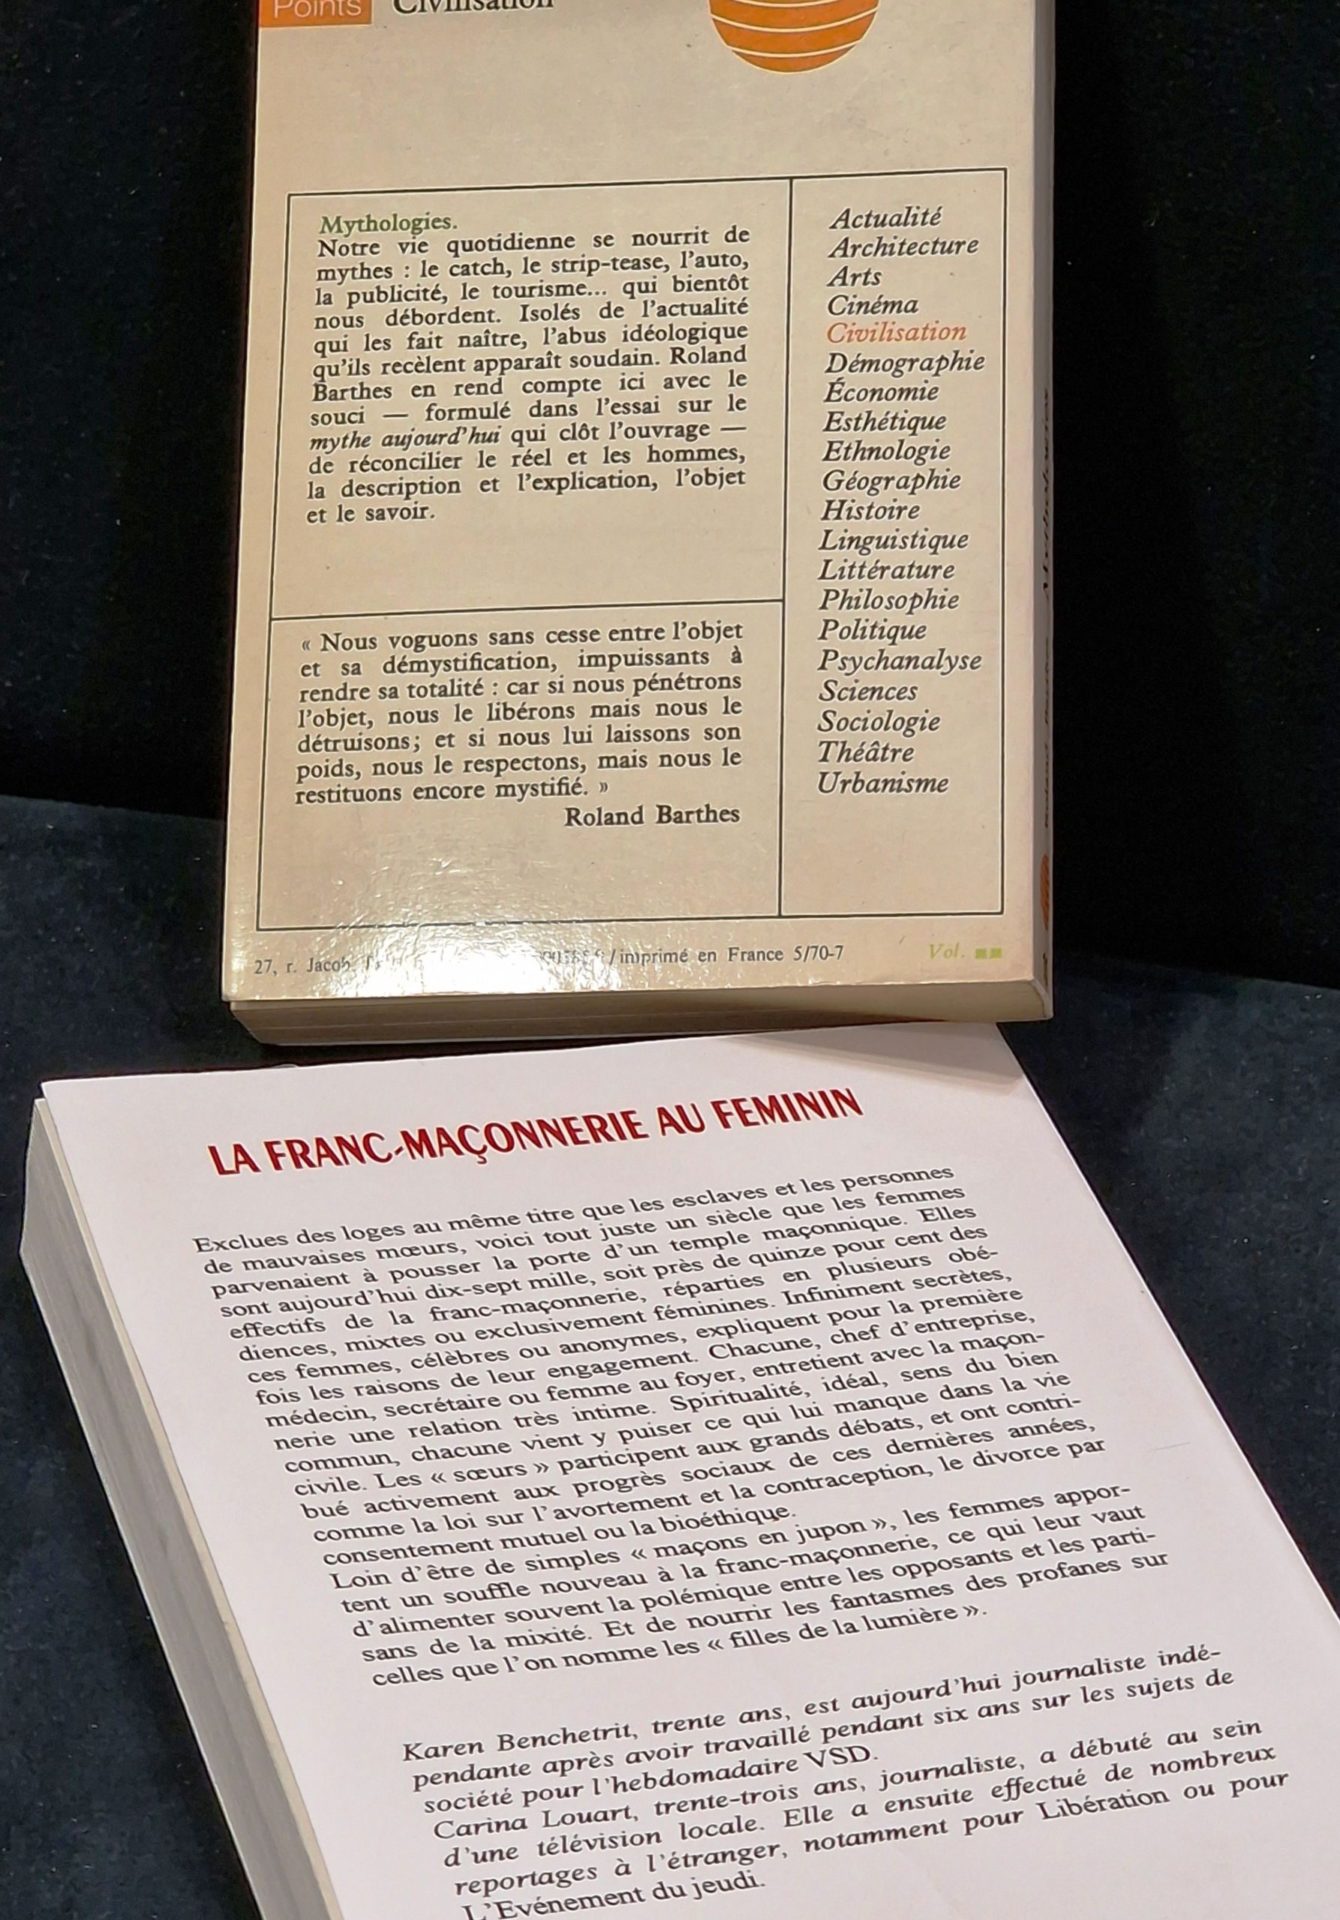 Points Civilisation
Mythologies.
Notre vie quotidienne se nourrit de
mythes : le catch, le strip-tease, l'auto,
la publicité, le tourisme... qui bientôt
nous débordent. Isolés de l'actualité
qui les fait naître, l'abus idéologique
qu'ils recèlent apparaît soudain. Roland
Barthes en rend compte ici avec le
souci — formulé dans l'essai sur le
mythe aujourd'hui qui clôt l'ouvrage —
de réconcilier le réel et les hommes,
la description et l'explication, l'objet
et le savoir.
« Nous voguons sans cesse entre l'objet
et sa démystification, impuissants à
rendre sa totalité : car si nous pénétrons
l'objet, nous le libérons mais nous le
détruisons; et si nous lui laissons son
poids, nous le respectons, mais nous le
restituons encore mystifié. »
Roland Barthes
Actualité
Architecture
Arts
Cinéma
Civilisation
Démographie
Économie
Esthétique
Ethnologie
Géographie
Histoire
Linguistique
Littérature
Philosophie
Politique
Psychanalyse
Sciences
Sociologie
Théâtre
Urbanisme
27, r. Jacob, /imprimé en France 5/70-7
Vol.
LA FRANC-MAÇONNERIE AU FEMININ
Exclues des loges au même titre que les esclaves et les personnes
de mauvaises mœurs, voici tout juste un siècle que les femmes
parvenaient à pousser la porte d'un temple maçonnique. Elles
sont aujourd'hui dix-sept mille, soit près de quinze pour cent des
effectifs de la franc-maçonnerie, réparties en plusieurs obé-
diences, mixtes ou exclusivement féminines. Infiniment secrètes,
ces femmes, célèbres ou anonymes, expliquent pour la première
fois les raisons de leur engagement. Chacune, chef d'entreprise,
médecin, secrétaire ou femme au foyer, entretient avec la maçon-
nerie une relation très intime. Spiritualité, idéal, sens du bien
commun, chacune vient y puiser ce qui lui manque dans la vie
civile. Les « sœurs » participent aux grands débats, et ont contri-
bué activement aux progrès sociaux de ces dernières années,
comme la loi sur l'avortement et la contraception, le divorce par
consentement mutuel ou la bioéthique.
Loin d'être de simples « maçons en jupon », les femmes appor-
tent un souffle nouveau à la franc-maçonnerie, ce qui leur vaut
d'alimenter souvent la polémique entre les opposants et les parti-
sans de la mixité. Et de nourrir les fantasmes des profanes sur
celles que l'on nomme les « filles de la lumière ».
Karen Benchetrit, trente ans, est aujourd'hui journaliste indé-
pendante après avoir travaillé pendant six ans sur les sujets de
société pour l'hebdomadaire VSD.
Carina Louart, trente-trois ans, journaliste, a débuté au sein
d'une télévision locale. Elle a ensuite effectué de nombreux
reportages à l'étranger, notamment pour Libération ou pour
L'Evénement du jeudi.